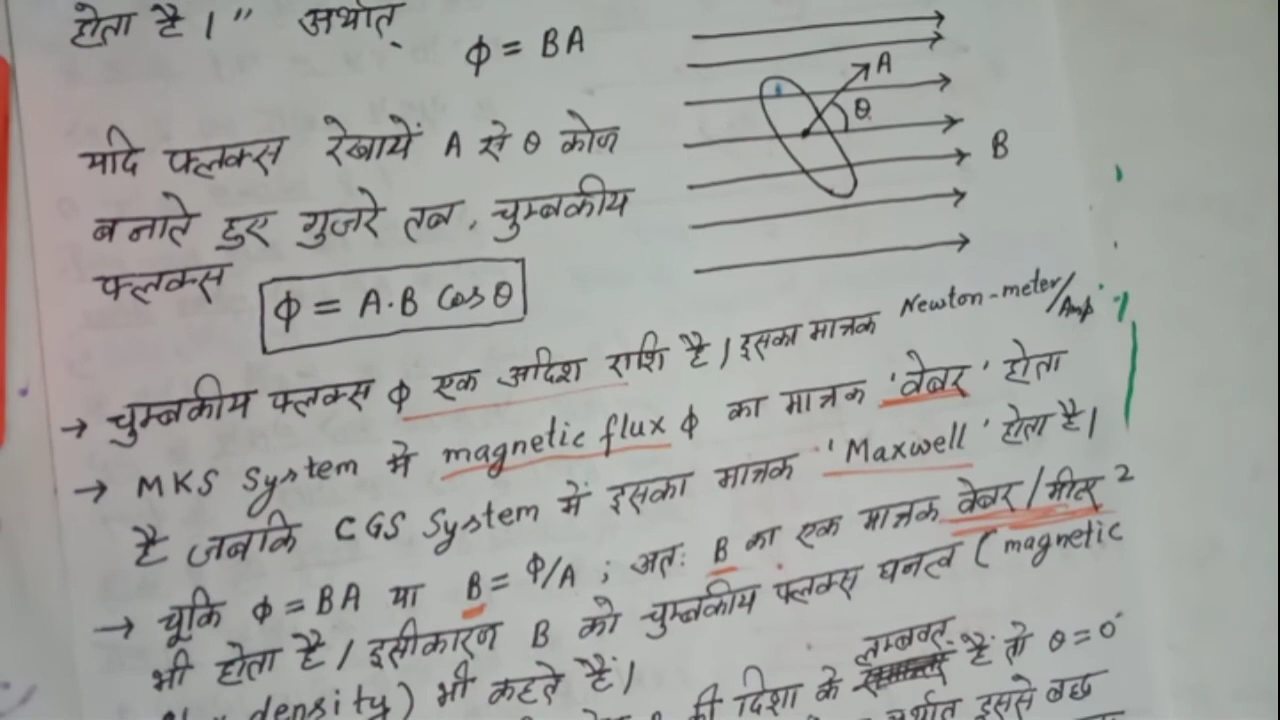 होता है।" अर्थात्
ϕ = BA
यदि फ्लक्स रेखायें A से θ कोण
बनाते हुए गुजरे तब, चुम्बकीय
फ्लक्स ϕ = A·B Cosθ
A
θ
B
→ चुम्बकीय फ्लक्स ϕ एक अदिश राशि है। इसका मात्रक Newton-meter/Amp
→ MKS System में magnetic flux ϕ का मात्रक 'वेबर' होता
है जबकि CGS System में इसका मात्रक 'Maxwell' होता है।
→ चूकि ϕ = BA या B = ϕ/A ; अतः B का एक मात्रक वेबर/मीटर²
भी होता है। इसीकारण B को चुम्बकीय फ्लक्स घनत्व (magnetic
density) भी कहते हैं।
की दिशा के लम्बवत् है तो θ = 0°
अर्थात इससे बद्ध